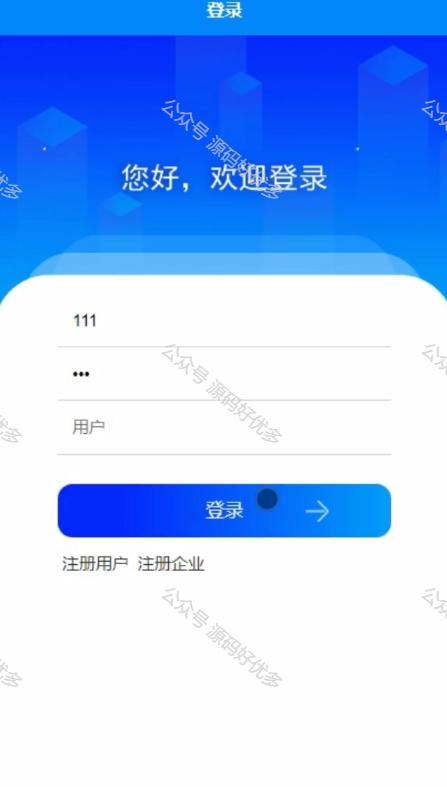 登录
您好，欢迎登录
111
•••
用户
登录
注册用户 注册企业
公众号 源码好优多
公众号 源码好优多
公众号 源码好优多